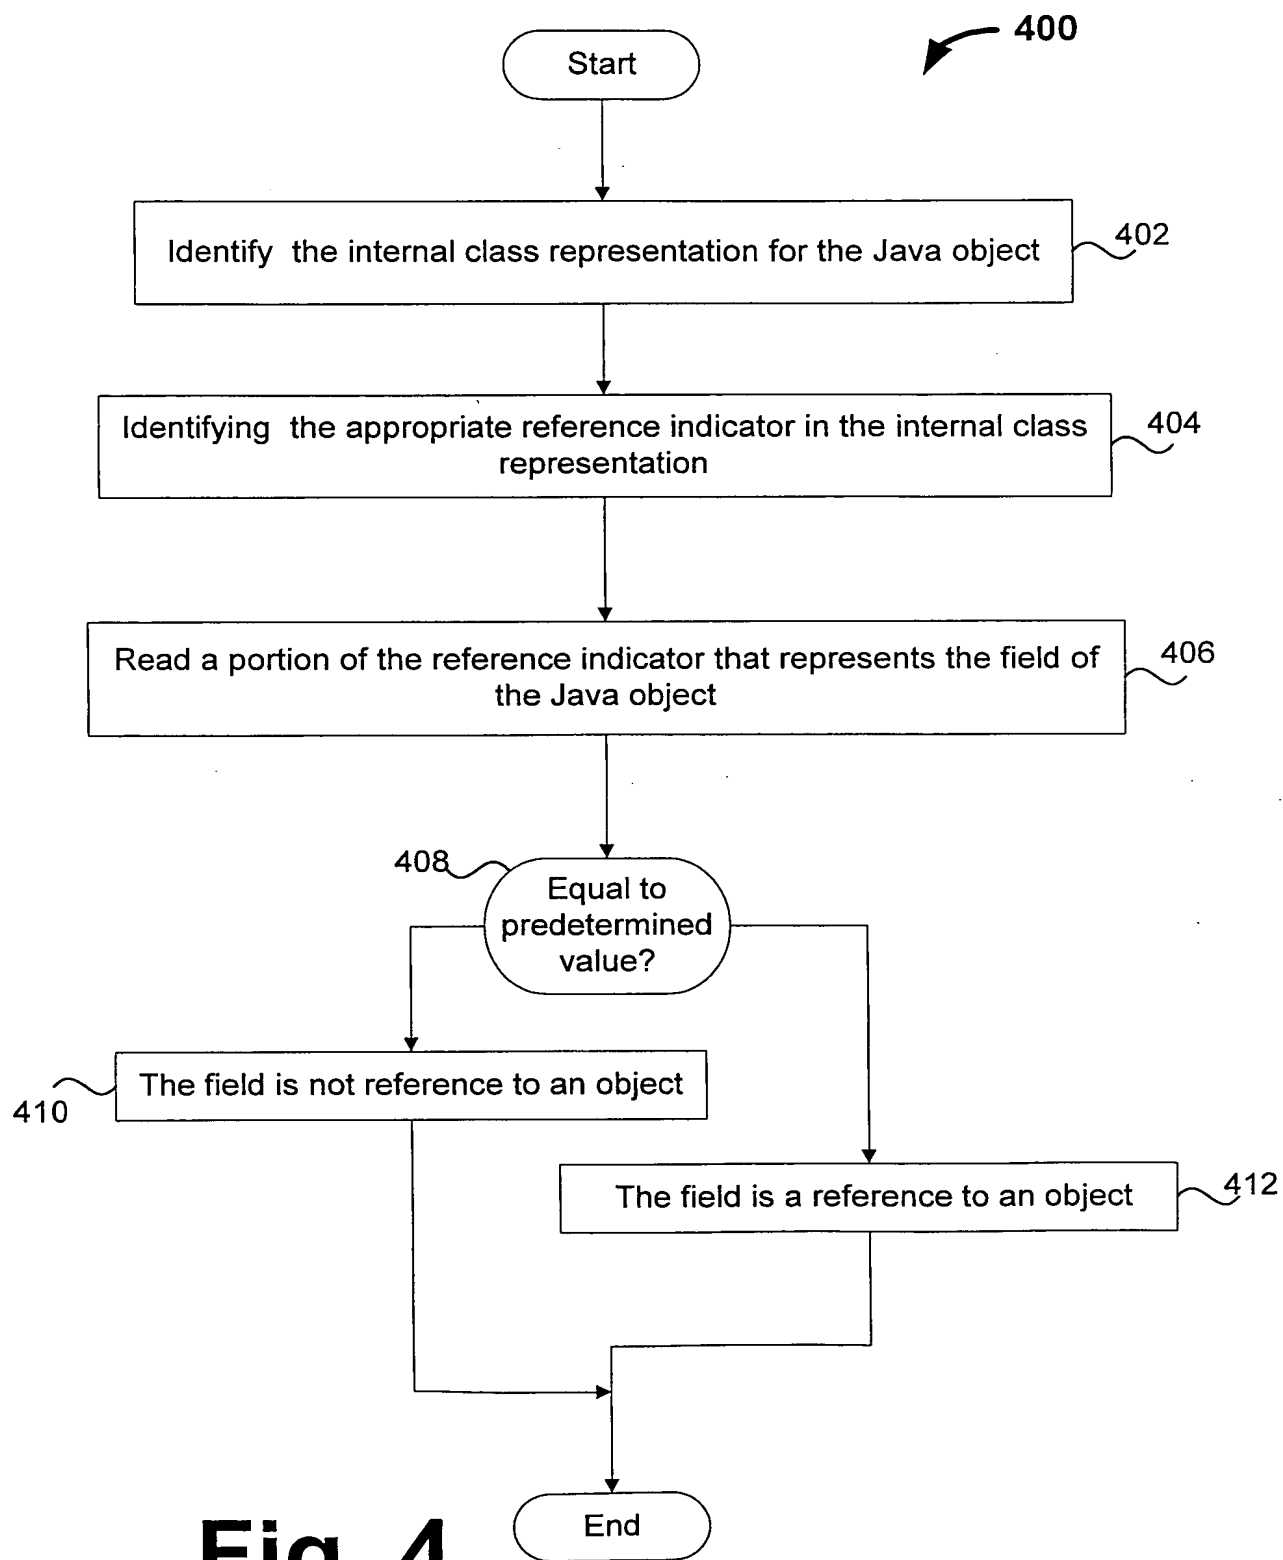 400
Start
Identify the internal class representation for the Java object
402
Identifying the appropriate reference indicator in the internal class
representation
404
Read a portion of the reference indicator that represents the field of
the Java object
406
408
Equal to
predetermined
value?
The field is not reference to an object
410
The field is a reference to an object
412
End
Fig. 4